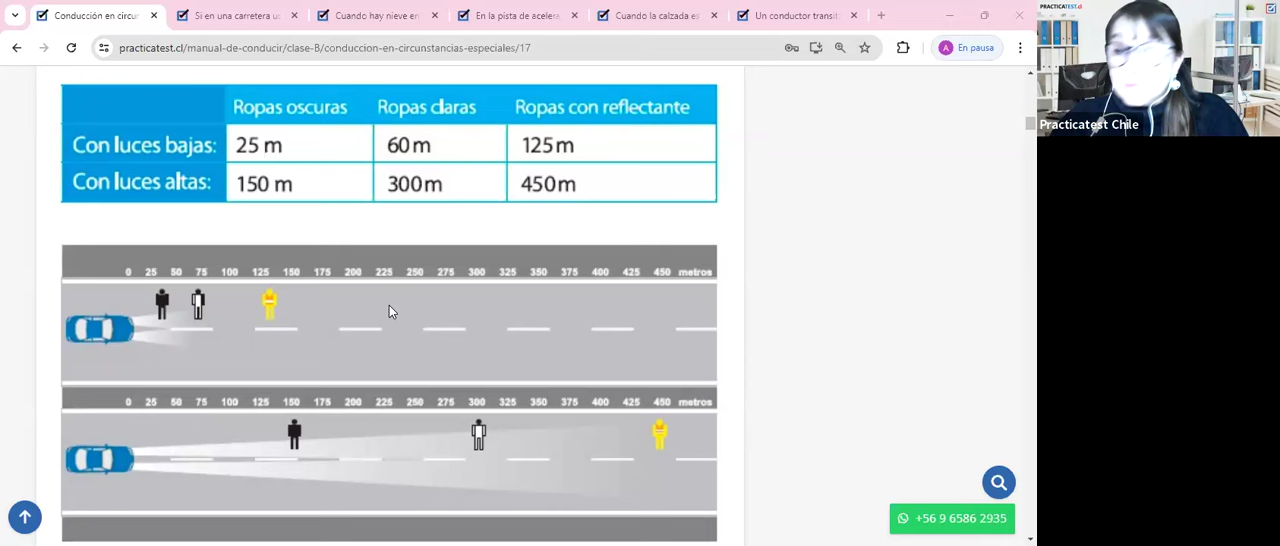 Conducción en circur
Si en una carretera us
Cuando hay nieve en
En la pista de acelera
Cuando la calzada es
Un conductor transit
practicatest.cl/manual-de-conducir/clase-B/conduccion-en-circunstancias-especiales/17
A En pausa
PRACTICATEST.cl
Practicatest Chile
Ropas oscuras Ropas claras Ropas con reflectante
Con luces bajas: 25 m 60 m 125 m
Con luces altas: 150 m 300 m 450 m
0 25 50 75 100 125 150 175 200 225 250 275 300 325 350 375 400 425 450 metros
0 25 50 75 100 125 150 175 200 225 250 275 300 325 350 375 400 425 450 metros
+56 9 6586 2935